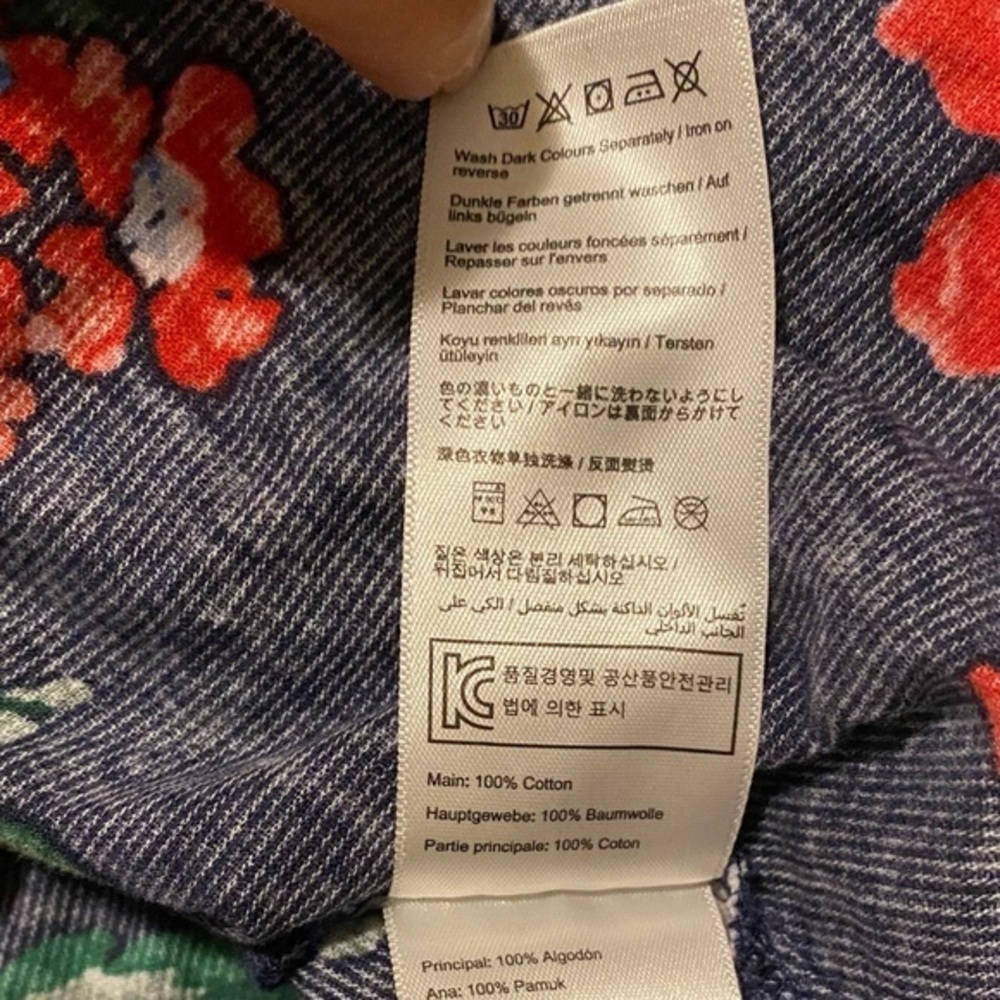 30
Wash Dark Colours Separately / Iron on
reverse
Dunkle Farben getrennt waschen / Auf
links bügeln
Laver les couleurs foncées séparément /
Repasser sur l'envers
Lavar colores oscuros por separado /
Planchar del revés
Koyu renklileri ayrı yıkayın / Tersten
ütüleyin
色の濃いものと一緒に洗わないようにし
てください / アイロンは裏面からかけて
ください
深色衣物单独洗涤 / 反面熨烫
짙은 색상은 분리 세탁하십시오 /
뒤집어서 다림질하십시오
تُغسل الألوان الداكنة بشكل منفصل / الكي على
الجانب الداخلي
품질경영및 공산품안전관리
법에 의한 표시
Main: 100% Cotton
Hauptgewebe: 100% Baumwolle
Partie principale: 100% Coton
Principal: 100% Algodón
Ana: 100% Pamuk